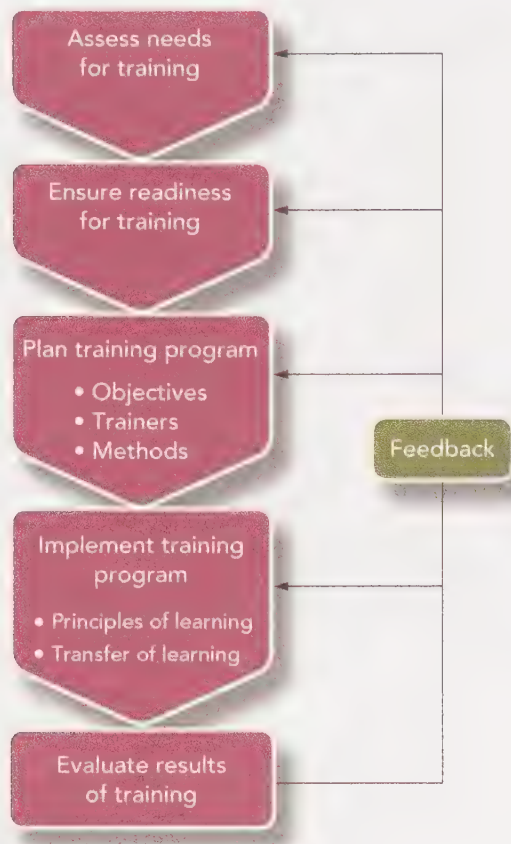 Assess needs
for training
Ensure readiness
for training
Plan training program
• Objectives
• Trainers
• Methods
Feedback
Implement training
program
• Principles of learning
• Transfer of learning
Evaluate results
of training